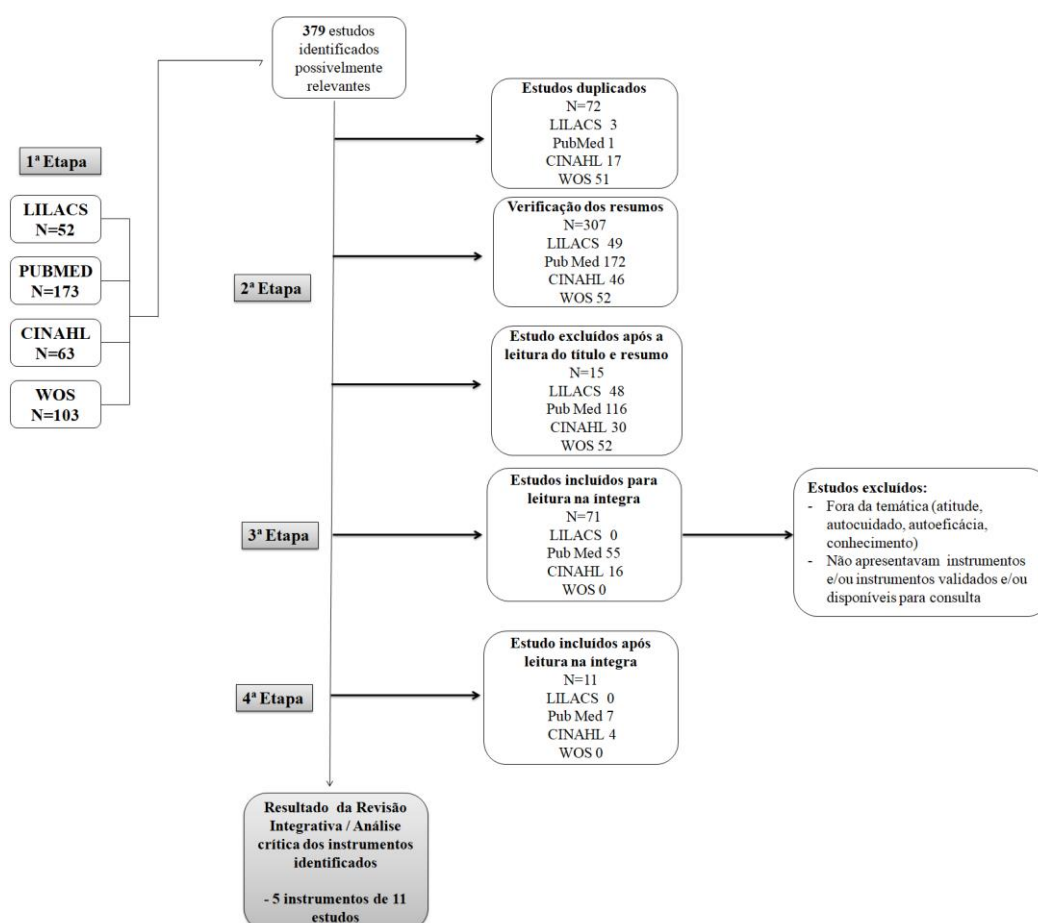 379 estudos
identificados
possivelmente
relevantes
1ª Etapa
LILACS
N=52
PUBMED
N=173
CINAHL
N=63
WOS
N=103
Estudos duplicados
N=72
LILACS 3
PubMed 1
CINAHL 17
WOS 51
2ª Etapa
Verificação dos resumos
N=307
LILACS 49
Pub Med 172
CINAHL 46
WOS 52
Estudo excluídos após a
leitura do título e resumo
N=15
LILACS 48
Pub Med 116
CINAHL 30
WOS 52
3ª Etapa
Estudos incluídos para
leitura na íntegra
N=71
LILACS 0
Pub Med 55
CINAHL 16
WOS 0
Estudos excluídos:
- Fora da temática (atitude,
autocuidado, autoeficácia,
conhecimento)
- Não apresentavam instrumentos
e/ou instrumentos validados e/ou
disponíveis para consulta
4ª Etapa
Estudo incluídos após
leitura na íntegra
N=11
LILACS 0
Pub Med 7
CINAHL 4
WOS 0
Resultado da Revisão
Integrativa / Análise
crítica dos instrumentos
identificados
- 5 instrumentos de 11
estudos